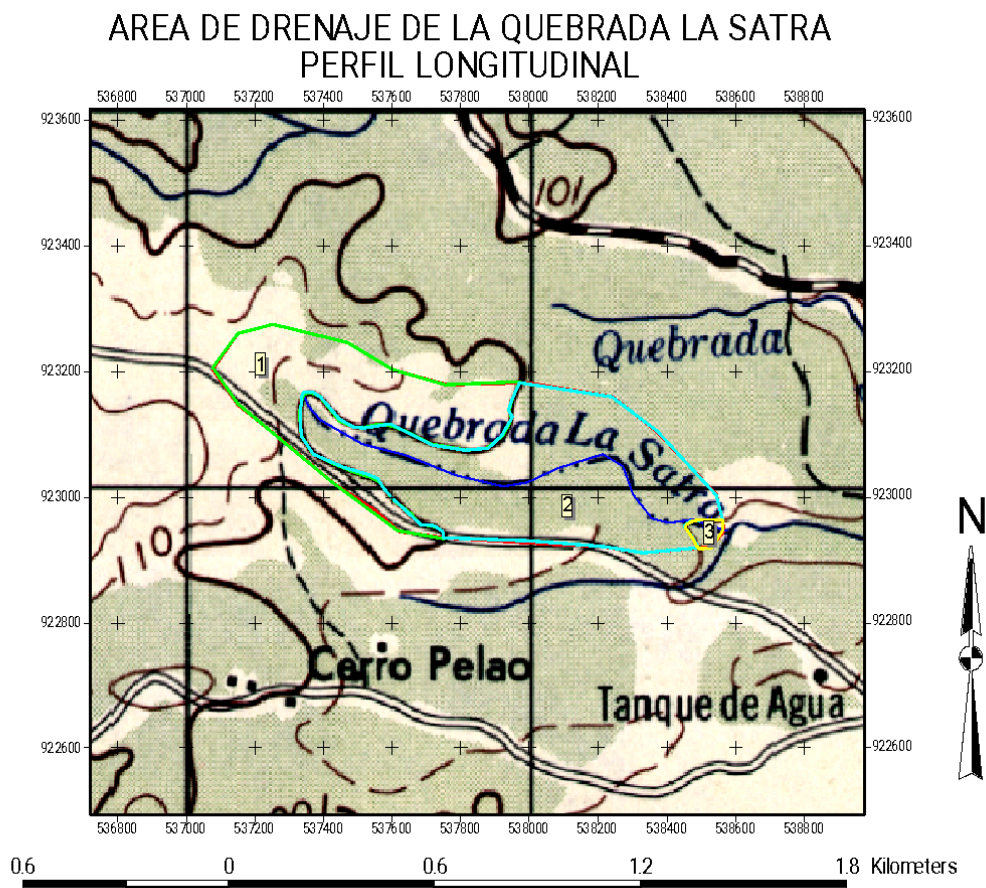 AREA DE DRENAJE DE LA QUEBRADA LA SATRA
PERFIL LONGITUDINAL
536800 537000 537200 537400 537600 537800 538000 538200 538400 538600 538800
923600 923600
101
923400 923400
Quebrada
1
923200 923200
Quebrada La Satra
923000 923000
2
3
N
110
922800 922800
Cerro Pelao
Tanque de Agua
922600 922600
536800 537000 537200 537400 537600 537800 538000 538200 538400 538600 538800
0.6 0 0.6 1.2 1.8 Kilometers